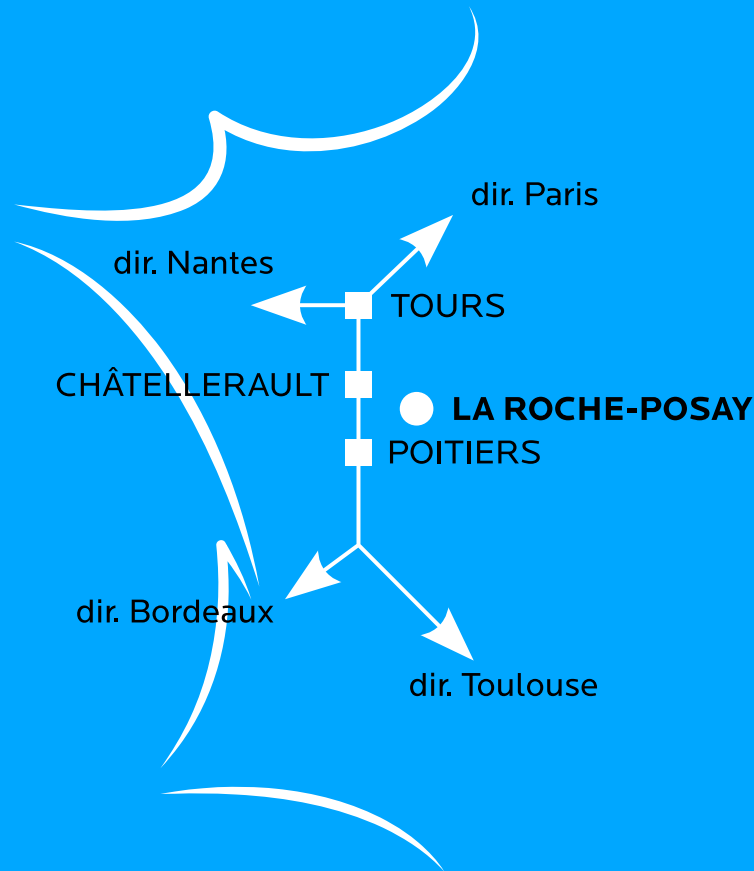 dir. Paris
dir. Nantes
TOURS
CHÂTELLERAULT
LA ROCHE-POSAY
POITIERS
dir. Bordeaux
dir. Toulouse